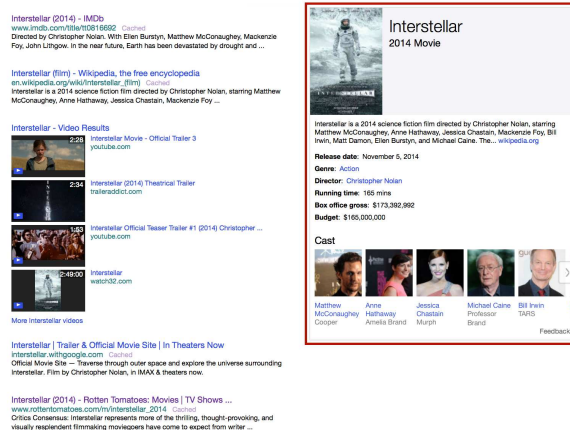 Interstellar (2014) - IMDb
www.imdb.com/title/tt0816692 Cached
Directed by Christopher Nolan. With Ellen Burstyn, Matthew McConaughey, Mackenzie
Foy, John Lithgow. In the near future, Earth has been devastated by drought and ...
Interstellar (film) - Wikipedia, the free encyclopedia
en.wikipedia.org/wiki/Interstellar_(film) Cached
Interstellar is a 2014 science fiction film directed by Christopher Nolan, starring Matthew
McConaughey, Anne Hathaway, Jessica Chastain, Mackenzie Foy ...
Interstellar - Video Results
2:28
Interstellar Movie - Official Trailer 3
youtube.com
2:34
Interstellar (2014) Theatrical Trailer
traileraddict.com
1:53
Interstellar Official Teaser Trailer #1 (2014) Christopher ...
youtube.com
2:49:00
Interstellar
watch32.com
More Interstellar videos
Interstellar | Trailer & Official Movie Site | In Theaters Now
interstellar.withgoogle.com Cached
Official Movie Site — Traverse through outer space and explore the universe surrounding
Interstellar. Film by Christopher Nolan, in IMAX & theaters now.
Interstellar (2014) - Rotten Tomatoes: Movies | TV Shows ...
www.rottentomatoes.com/m/interstellar_2014 Cached
Critics Consensus: Interstellar represents more of the thrilling, thought-provoking, and
visually resplendent filmmaking moviegoers have come to expect from writer ...
INTERSTELLAR
Interstellar
2014 Movie
Interstellar is a 2014 science fiction film directed by Christopher Nolan, starring
Matthew McConaughey, Anne Hathaway, Jessica Chastain, Mackenzie Foy, Bill
Irwin, Matt Damon, Ellen Burstyn, and Michael Caine. The... wikipedia.org
Release date: November 5, 2014
Genre: Action
Director: Christopher Nolan
Running time: 165 mins
Box office gross: $173,392,992
Budget: $165,000,000
Cast
Matthew McConaughey
Cooper
Anne Hathaway
Amelia Brand
Jessica Chastain
Murph
Michael Caine
Professor Brand
Bill Irwin
TARS
Feedback